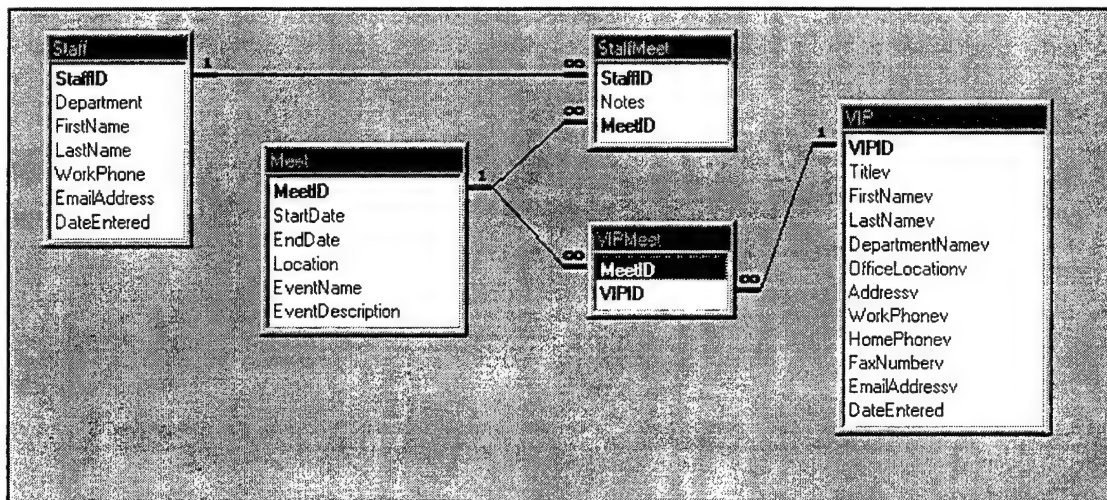 Staff
StaffID
Department
FirstName
LastName
WorkPhone
EmailAddress
DateEntered
1
∞
StaffMeet
StaffID
Notes
MeetID
∞
Meet
MeetID
StartDate
EndDate
Location
EventName
EventDescription
1
∞
VIPMeet
MeetID
VIPID
∞
1
VIP
VIPID
Titlev
FirstNamev
LastNamev
DepartmentNamev
OfficeLocationv
Addressv
WorkPhonev
HomePhonev
FaxNumberv
EmailAddressv
DateEntered